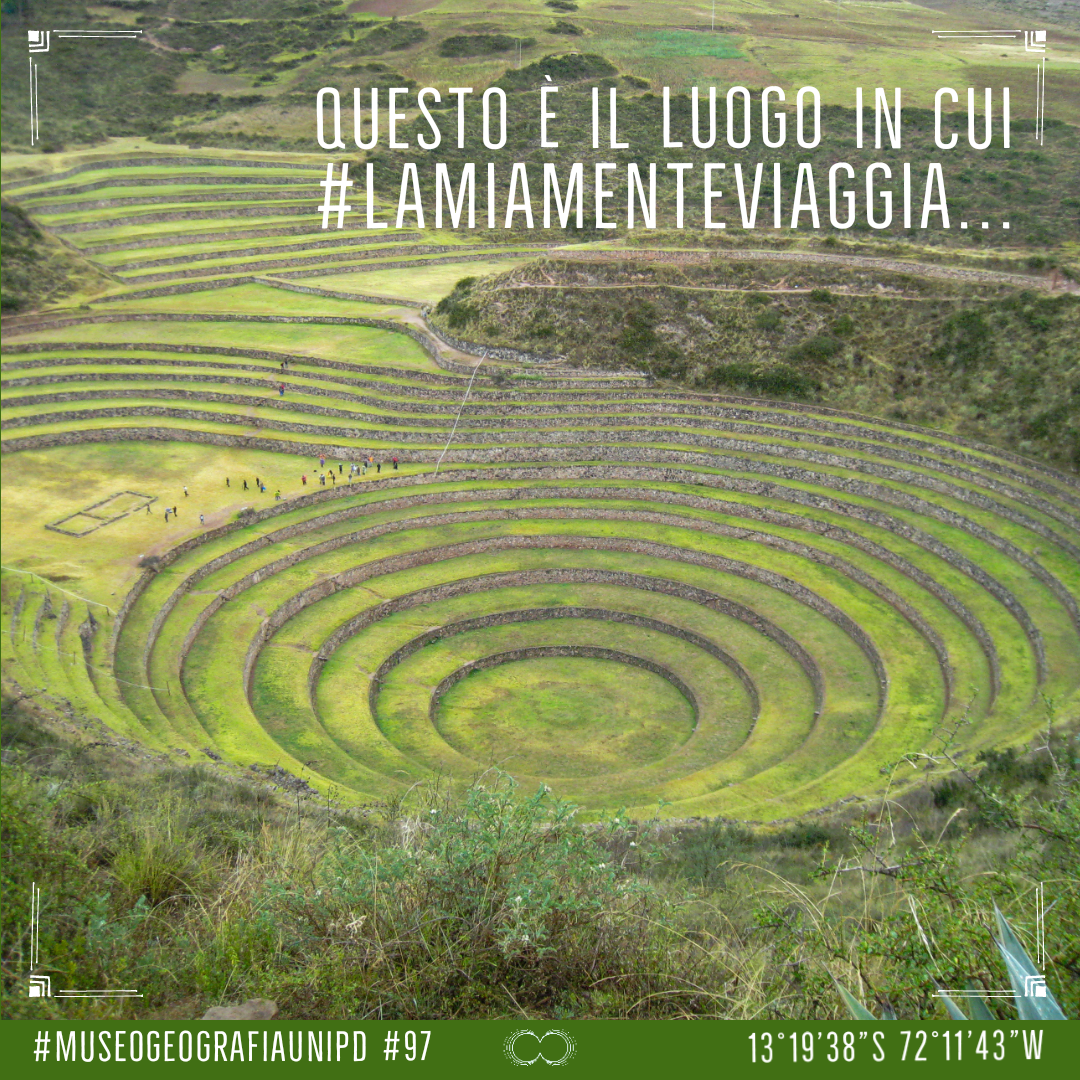 QUESTO È IL LUOGO IN CUI
#LAMIAMENTEVIAGGIA...
#MUSEOGEOGRAFIAUNIPD #97
13°19'38"S 72°11'43"W